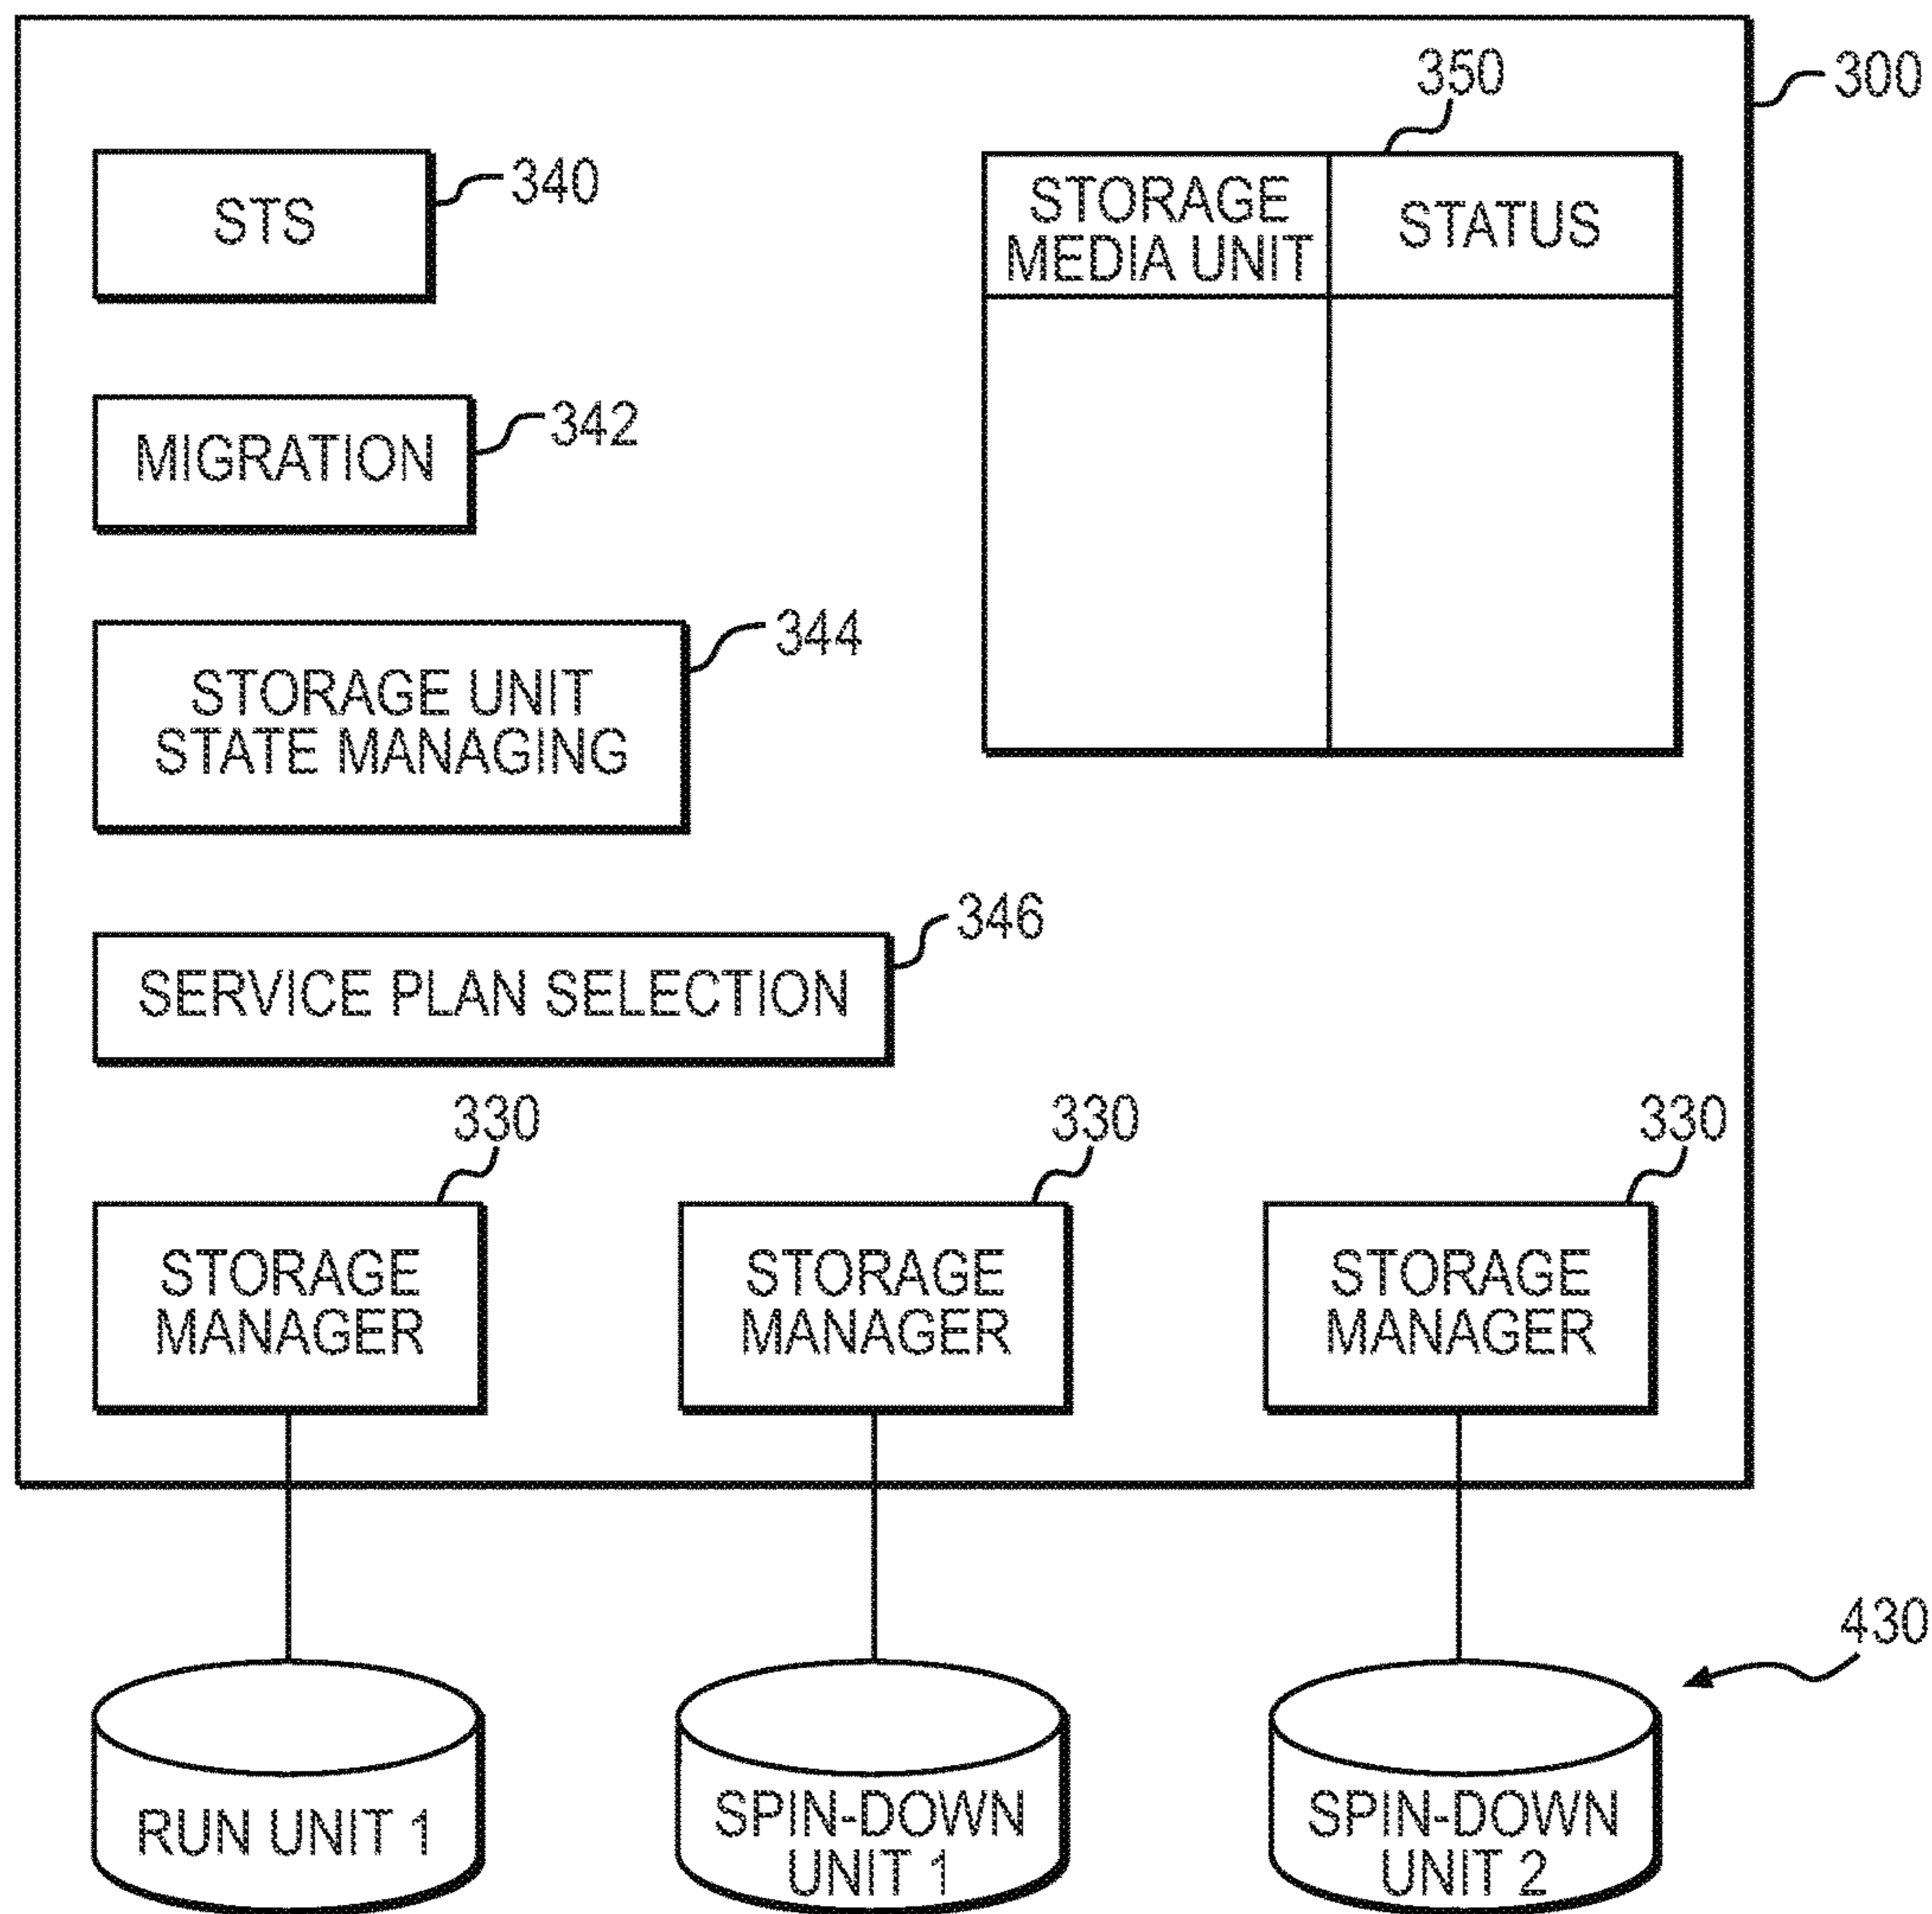 300
350
340
STS
STORAGE
MEDIA UNIT
STATUS
342
MIGRATION
344
STORAGE UNIT
STATE MANAGING
346
SERVICE PLAN SELECTION
330
330
330
STORAGE
MANAGER
STORAGE
MANAGER
STORAGE
MANAGER
430
RUN UNIT 1
SPIN-DOWN
UNIT 1
SPIN-DOWN
UNIT 2